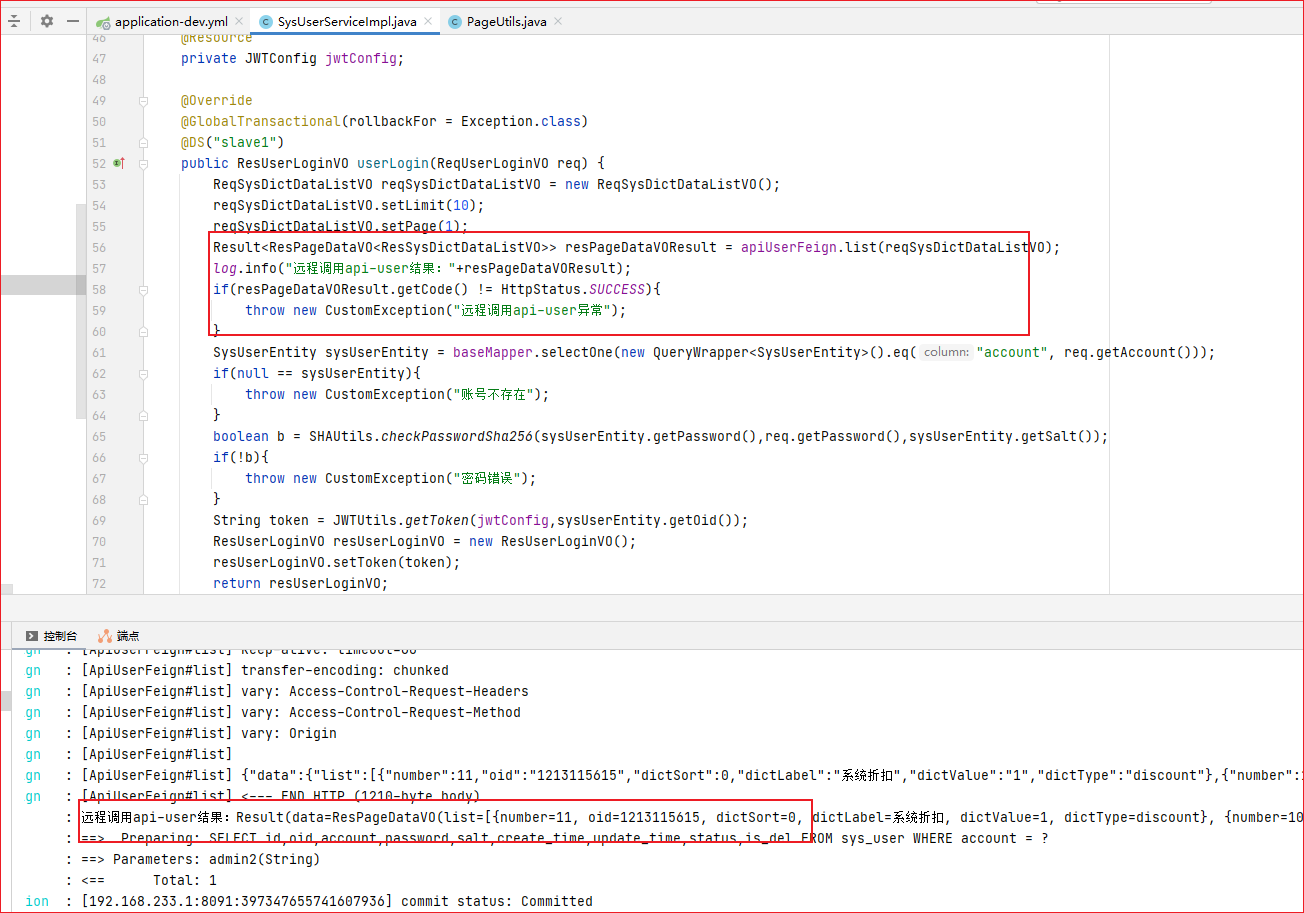 application-dev.yml SysUserServiceImpl.java PageUtils.java
46 @Resource
47 private JWTConfig jwtConfig;
48
49 @Override
50 @GlobalTransactional(rollbackFor = Exception.class)
51 @DS("slave1")
52 public ResUserLoginVO userLogin(ReqUserLoginVO req) {
53 ReqSysDictDataListVO reqSysDictDataListVO = new ReqSysDictDataListVO();
54 reqSysDictDataListVO.setLimit(10);
55 reqSysDictDataListVO.setPage(1);
56 Result<ResPageDataVO<ResSysDictDataListVO>> resPageDataVOResult = apiUserFeign.list(reqSysDictDataListVO);
57 log.info("远程调用api-user结果："+resPageDataVOResult);
58 if(resPageDataVOResult.getCode() != HttpStatus.SUCCESS){
59 throw new CustomException("远程调用api-user异常");
60 }
61 SysUserEntity sysUserEntity = baseMapper.selectOne(new QueryWrapper<SysUserEntity>().eq( column: "account", req.getAccount()));
62 if(null == sysUserEntity){
63 throw new CustomException("账号不存在");
64 }
65 boolean b = SHAUtils.checkPasswordSha256(sysUserEntity.getPassword(),req.getPassword(),sysUserEntity.getSalt());
66 if(!b){
67 throw new CustomException("密码错误");
68 }
69 String token = JWTUtils.getToken(jwtConfig,sysUserEntity.getOid());
70 ResUserLoginVO resUserLoginVO = new ResUserLoginVO();
71 resUserLoginVO.setToken(token);
72 return resUserLoginVO;
控制台 端点
gn : [ApiUserFeign#list] keep-alive: timeout=60
gn : [ApiUserFeign#list] transfer-encoding: chunked
gn : [ApiUserFeign#list] vary: Access-Control-Request-Headers
gn : [ApiUserFeign#list] vary: Access-Control-Request-Method
gn : [ApiUserFeign#list] vary: Origin
gn : [ApiUserFeign#list]
gn : [ApiUserFeign#list] {"data":{"list":[{"number":11,"oid":"1213115615","dictSort":0,"dictLabel":"系统折扣","dictValue":"1","dictType":"discount"},{"number":
gn : [ApiUserFeign#list] <--- END HTTP (1210-byte body)
: 远程调用api-user结果：Result(data=ResPageDataVO(list=[{number=11, oid=1213115615, dictSort=0, dictLabel=系统折扣, dictValue=1, dictType=discount}, {number=10
: ==> Preparing: SELECT id,oid,account,password,salt,create_time,update_time,status,is_del FROM sys_user WHERE account = ?
: ==> Parameters: admin2(String)
: <== Total: 1
ion : [192.168.233.1:8091:397347655741607936] commit status: Committed